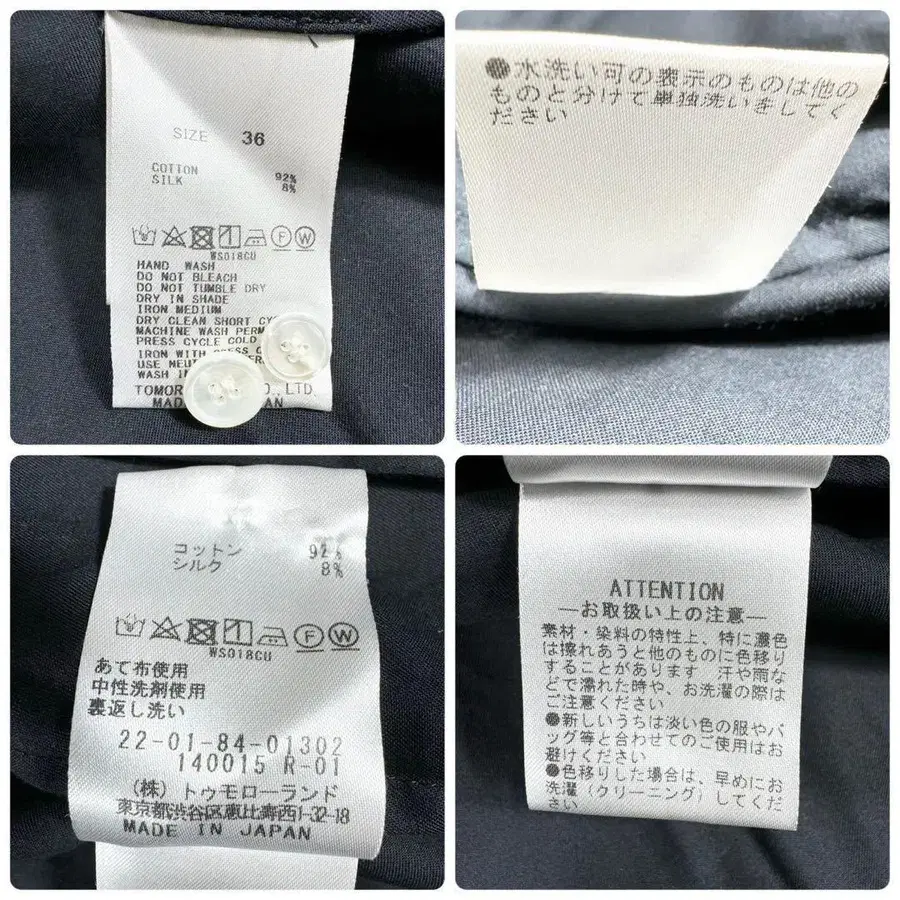 SIZE 36
COTTON 92%
SILK 8%
WS018CU
HAND WASH
DO NOT BLEACH
DO NOT TUMBLE DRY
DRY IN SHADE
IRON MEDIUM
DRY CLEAN SHORT
MACHINE WASH
PRESS CYCLE COLD
IRON WITH
USE
WASH
LTD
JAPAN
●水洗い可の表示のものは他の
ものと分けて単独洗いをしてく
ださい
コットン 92%
シルク 8%
WS018CU
あて布使用
中性洗剤使用
裏返し洗い
22-01-84-01302
140015 R-01
(株) トゥモローランド
東京都渋谷区恵比寿西1-32-18
MADE IN JAPAN
ATTENTION
―お取扱い上の注意―
素材・染料の特性上、特に濃色
は擦れあうと他のものに色移り
することがあります 汗や雨な
どで濡れた時や、お洗濯の際は
ご注意ください
●新しいうちは淡い色の服やバ
ッグ等と合わせてのご使用はお
避けください
●色移りした場合は、早めにお
洗濯(クリーニング)してくだ
さい